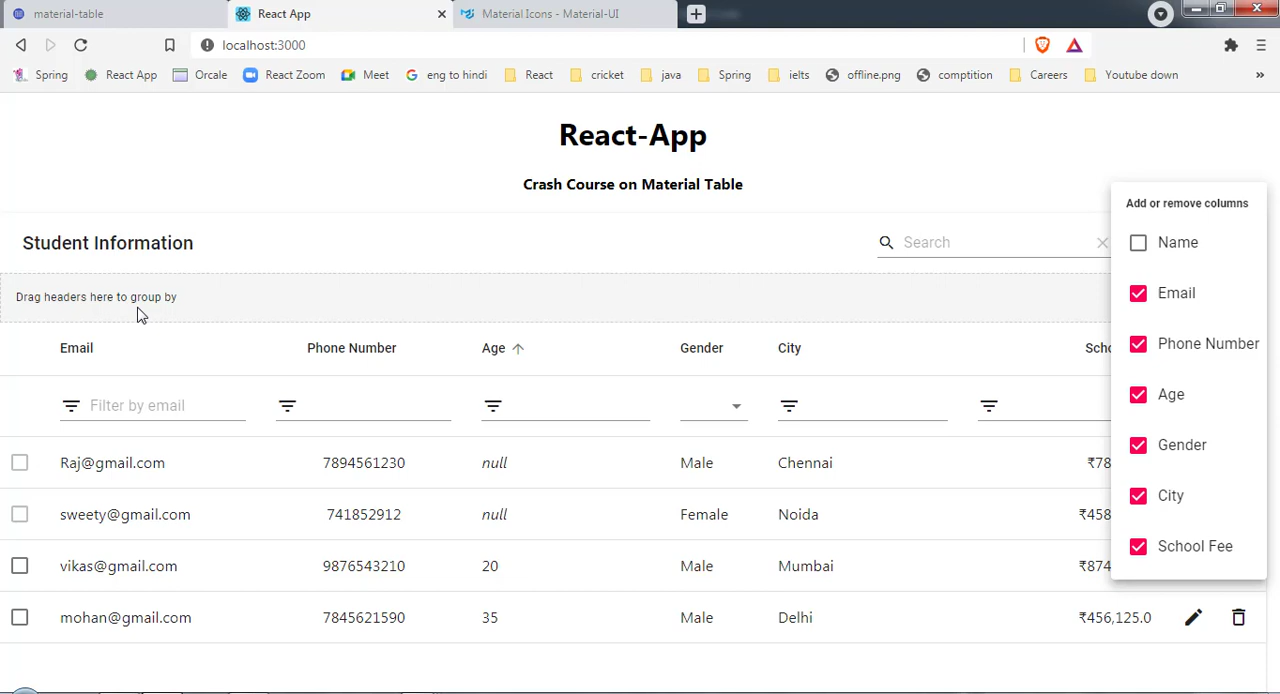 material-table
React App
Material Icons - Material-UI
localhost:3000
Spring
React App
Orcale
React Zoom
Meet
eng to hindi
React
cricket
java
Spring
ielts
offline.png
comptition
Careers
Youtube down
»
React-App
Crash Course on Material Table
Student Information
Search
Drag headers here to group by
Email
Phone Number
Age
Gender
City
Scho
Filter by email
Raj@gmail.com 7894561230 null Male Chennai ₹78
sweety@gmail.com 741852912 null Female Noida ₹458
vikas@gmail.com 9876543210 20 Male Mumbai ₹874
mohan@gmail.com 7845621590 35 Male Delhi ₹456,125.0
Add or remove columns
Name
Email
Phone Number
Age
Gender
City
School Fee